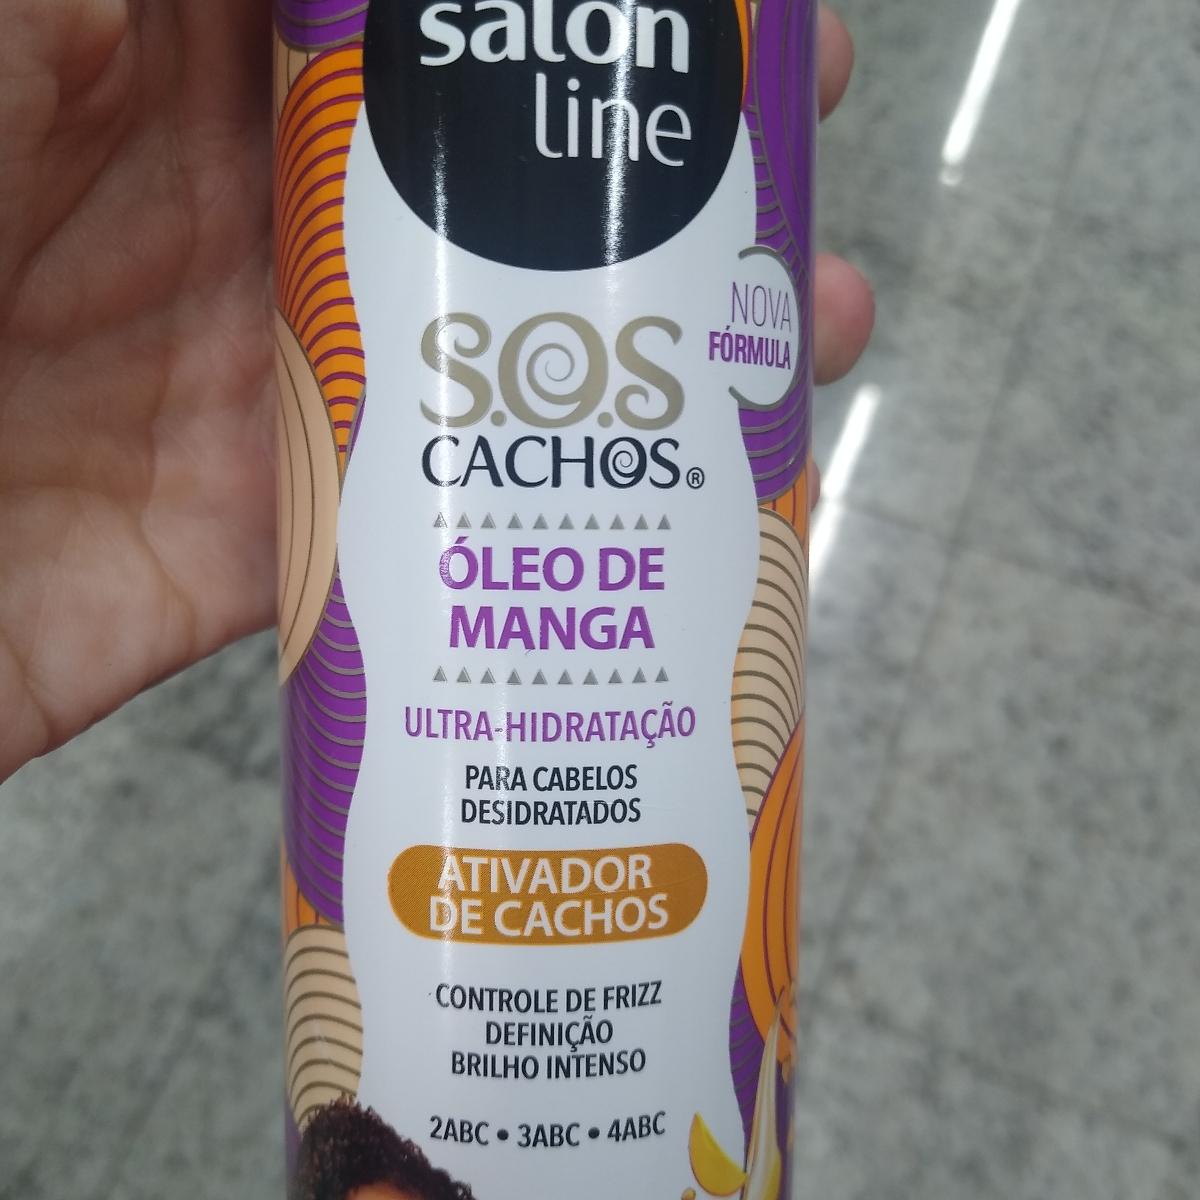 salon
line
NOVA
FÓRMULA
S.O.S
CACHOS®
ÓLEO DE
MANGA
ULTRA-HIDRATAÇÃO
PARA CABELOS
DESIDRATADOS
ATIVADOR
DE CACHOS
CONTROLE DE FRIZZ
DEFINIÇÃO
BRILHO INTENSO
2ABC • 3ABC • 4ABC